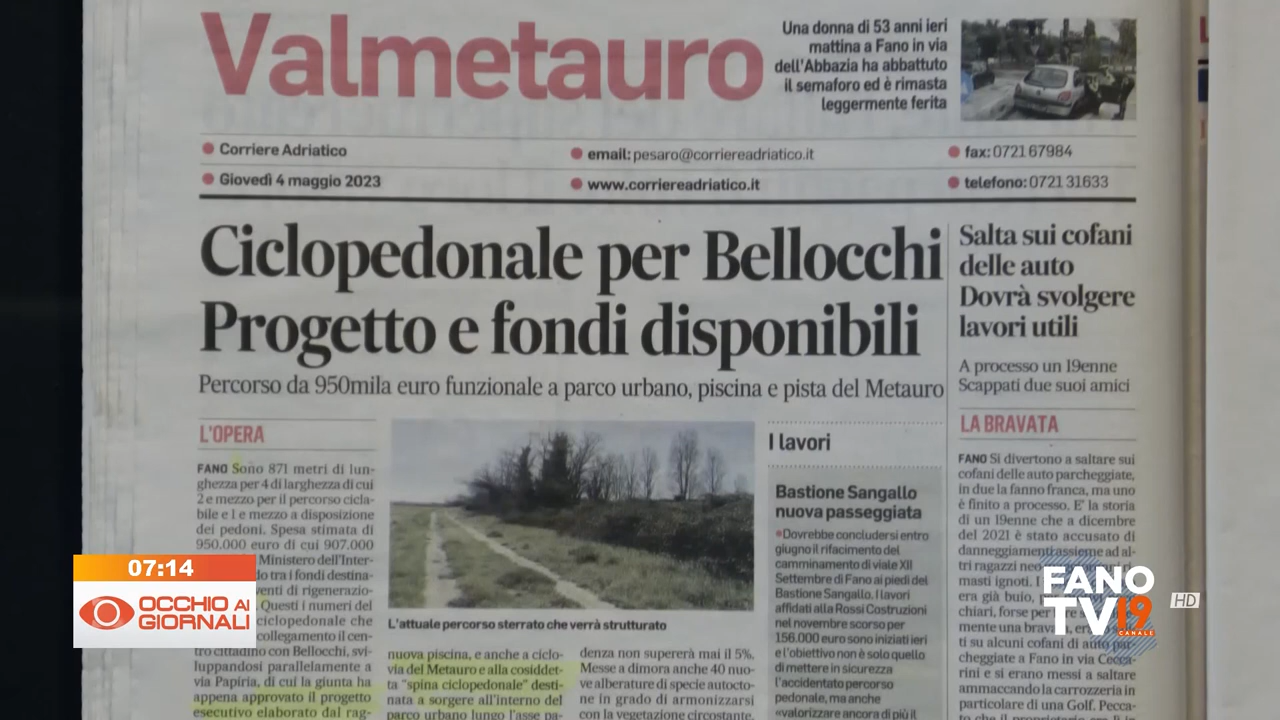 Valmetauro
Una donna di 53 anni ieri
mattina a Fano in via
dell'Abbazia ha abbattuto
il semaforo ed è rimasta
leggermente ferita
Corriere Adriatico
email: pesaro@corriereadriatico.it
fax: 0721 67984
Giovedì 4 maggio 2023
www.corriereadriatico.it
telefono: 0721 31633
Ciclopedonale per Bellocchi
Progetto e fondi disponibili
Percorso da 950mila euro funzionale a parco urbano, piscina e pista del Metauro
L'OPERA
FANO Sono 871 metri di lun-
ghezza per 4 di larghezza di cui
2 e mezzo per il percorso cicla-
bile e 1 e mezzo a disposizione
dei pedoni. Spesa stimata di
950.000 euro di cui 907.000
Ministero dell'Inter-
do tra i fondi destina-
venti di rigenerazio-
Questi i numeri del
ciclopedonale che
collegamento il cen-
tro cittadino con Bellocchi, svi-
luppandosi parallelamente a
via Papiria, di cui la giunta ha
appena approvato il progetto
esecutivo elaborato dal rag-
L'attuale percorso sterrato che verrà strutturato
nuova piscina, e anche a ciclo-
via del Metauro e alla cosiddet-
ta "spina ciclopedonale" desti-
nata a sorgere all'interno del
parco urbano lungo l'asse pa-
denza non supererà mai il 5%.
Messe a dimora anche 40 nuo-
ve alberature di specie autocto-
ne in grado di armonizzarsi
con la vegetazione circostante.
I lavori
Bastione Sangallo
nuova passeggiata
Dovrebbe concludersi entro
giugno il rifacimento del
camminamento di viale XII
Settembre di Fano ai piedi del
Bastione Sangallo. I lavori
affidati alla Rossi Costruzioni
nel novembre scorso per
156.000 euro sono iniziati ieri
e l'obiettivo non è solo quello
di mettere in sicurezza
l'accidentato percorso
pedonale, ma anche
«valorizzare ancora di più il
Salta sui cofani
delle auto
Dovrà svolgere
lavori utili
A processo un 19enne
Scappati due suoi amici
LA BRAVATA
FANO Si divertono a saltare sui
cofani delle auto parcheggiate,
in due la fanno franca, ma uno
è finito a processo. E' la storia
di un 19enne che a dicembre
del 2021 è stato accusato di
danneggiamenti assieme ad al-
tri ragazzi
masti ignoti.
era già buio,
chiari, forse per
mente una bravata,
ti su alcuni cofani di auto par-
cheggiate a Fano in via Cecca-
rini e si erano messi a saltare
ammaccando la carrozzeria in
particolare di una Golf. Pecca-
07:14
OCCHIO AI
GIORNALI
FANO
TV 19
CANALE
HD